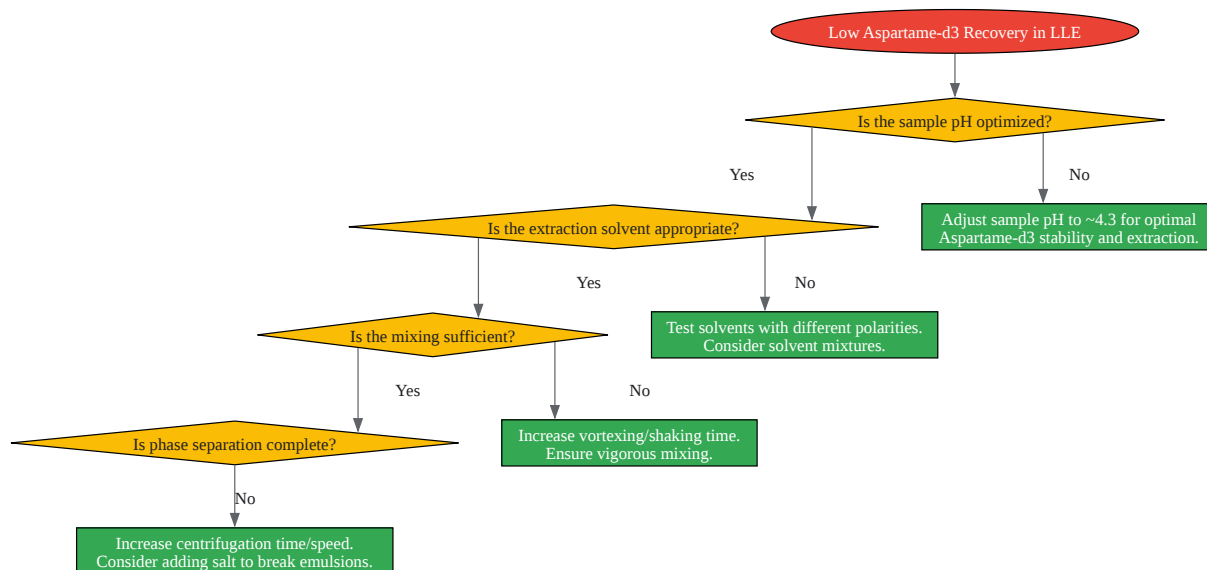 Low Aspartame-d3 Recovery in LLE
Is the sample pH optimized?
Yes
No
Adjust sample pH to ~4.3 for optimal
Aspartame-d3 stability and extraction.
Is the extraction solvent appropriate?
Yes
No
Test solvents with different polarities.
Consider solvent mixtures.
Is the mixing sufficient?
Yes
No
Increase vortexing/shaking time.
Ensure vigorous mixing.
Is phase separation complete?
No
Increase centrifugation time/speed.
Consider adding salt to break emulsions.